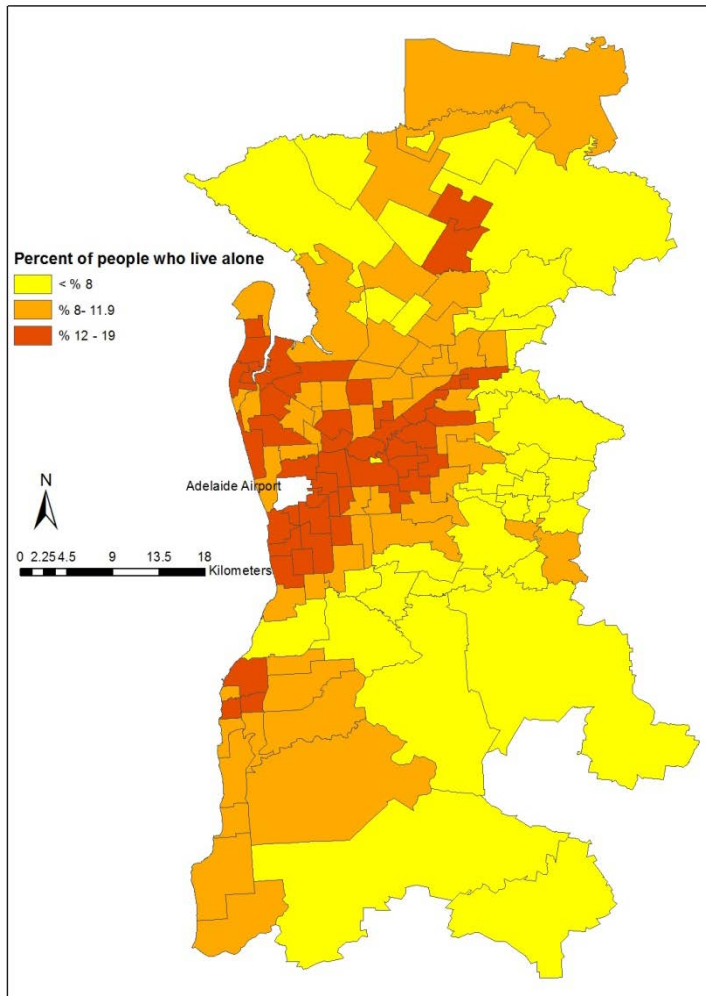 Percent of people who live alone
< % 8
% 8- 11.9
% 12 - 19
Adelaide Airport
N
0 2.25 4.5 9 13.5 18
Kilometers